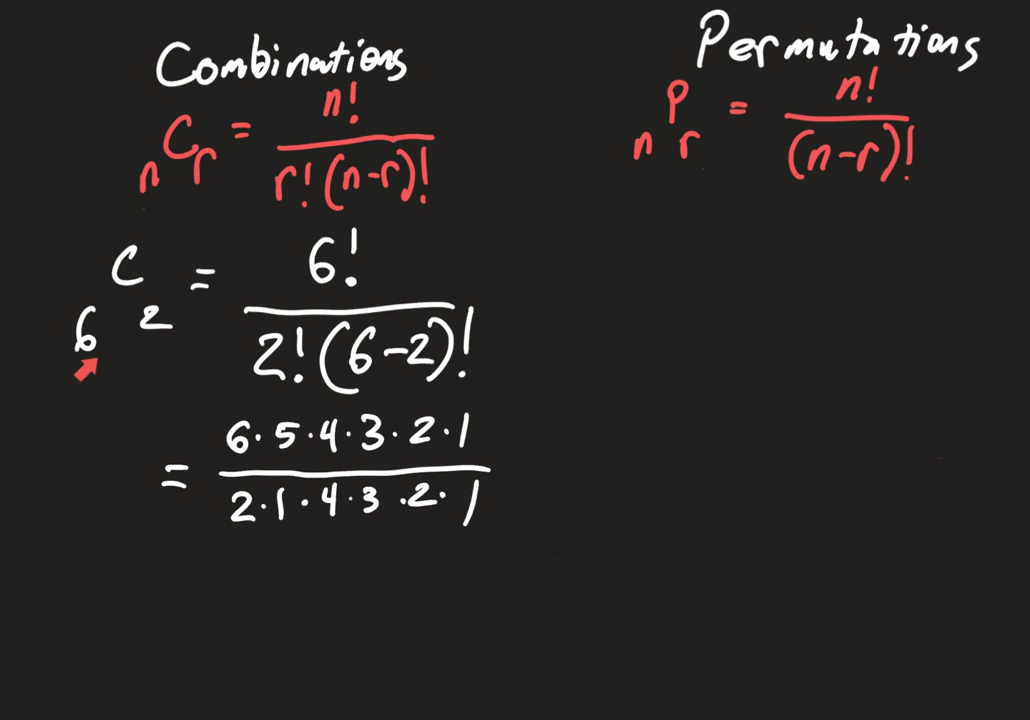 Combinations
nCr = n! / r!(n-r)!
6C2 = 6! / 2!(6-2)!
= 6·5·4·3·2·1 / 2·1·4·3·2·1
Permutations
nPr = n! / (n-r)!